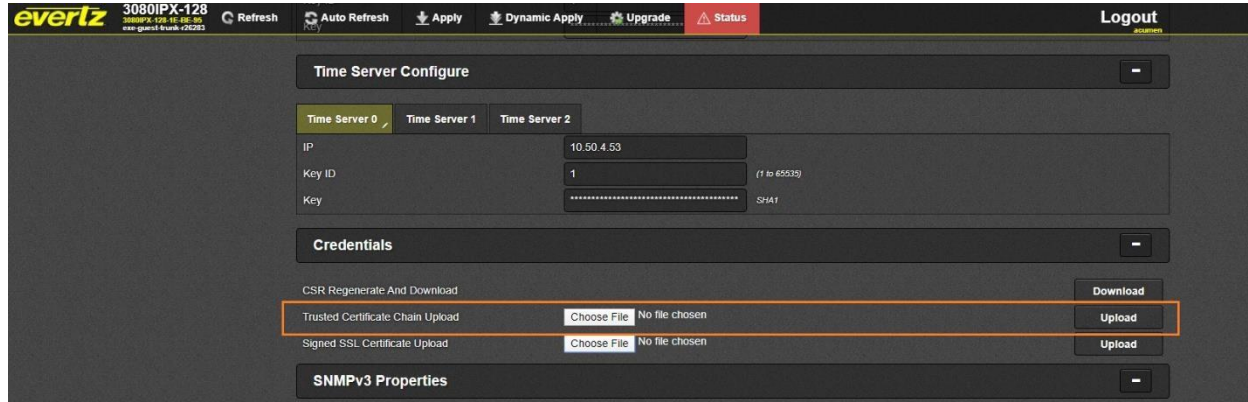 evertz
3080IPX-128
3080IPX-128-1E-BE-95
exe-guest-trunk-r26283
Refresh
Auto Refresh
Apply
Dynamic Apply
Upgrade
Status
Logout
acumen
Key
Time Server Configure
-
Time Server 0 Time Server 1 Time Server 2
IP 10.50.4.53
Key ID 1 (1 to 65535)
Key **************************************** SHA1
Credentials
-
CSR Regenerate And Download Download
Trusted Certificate Chain Upload Choose File No file chosen Upload
Signed SSL Certificate Upload Choose File No file chosen Upload
SNMPv3 Properties
-